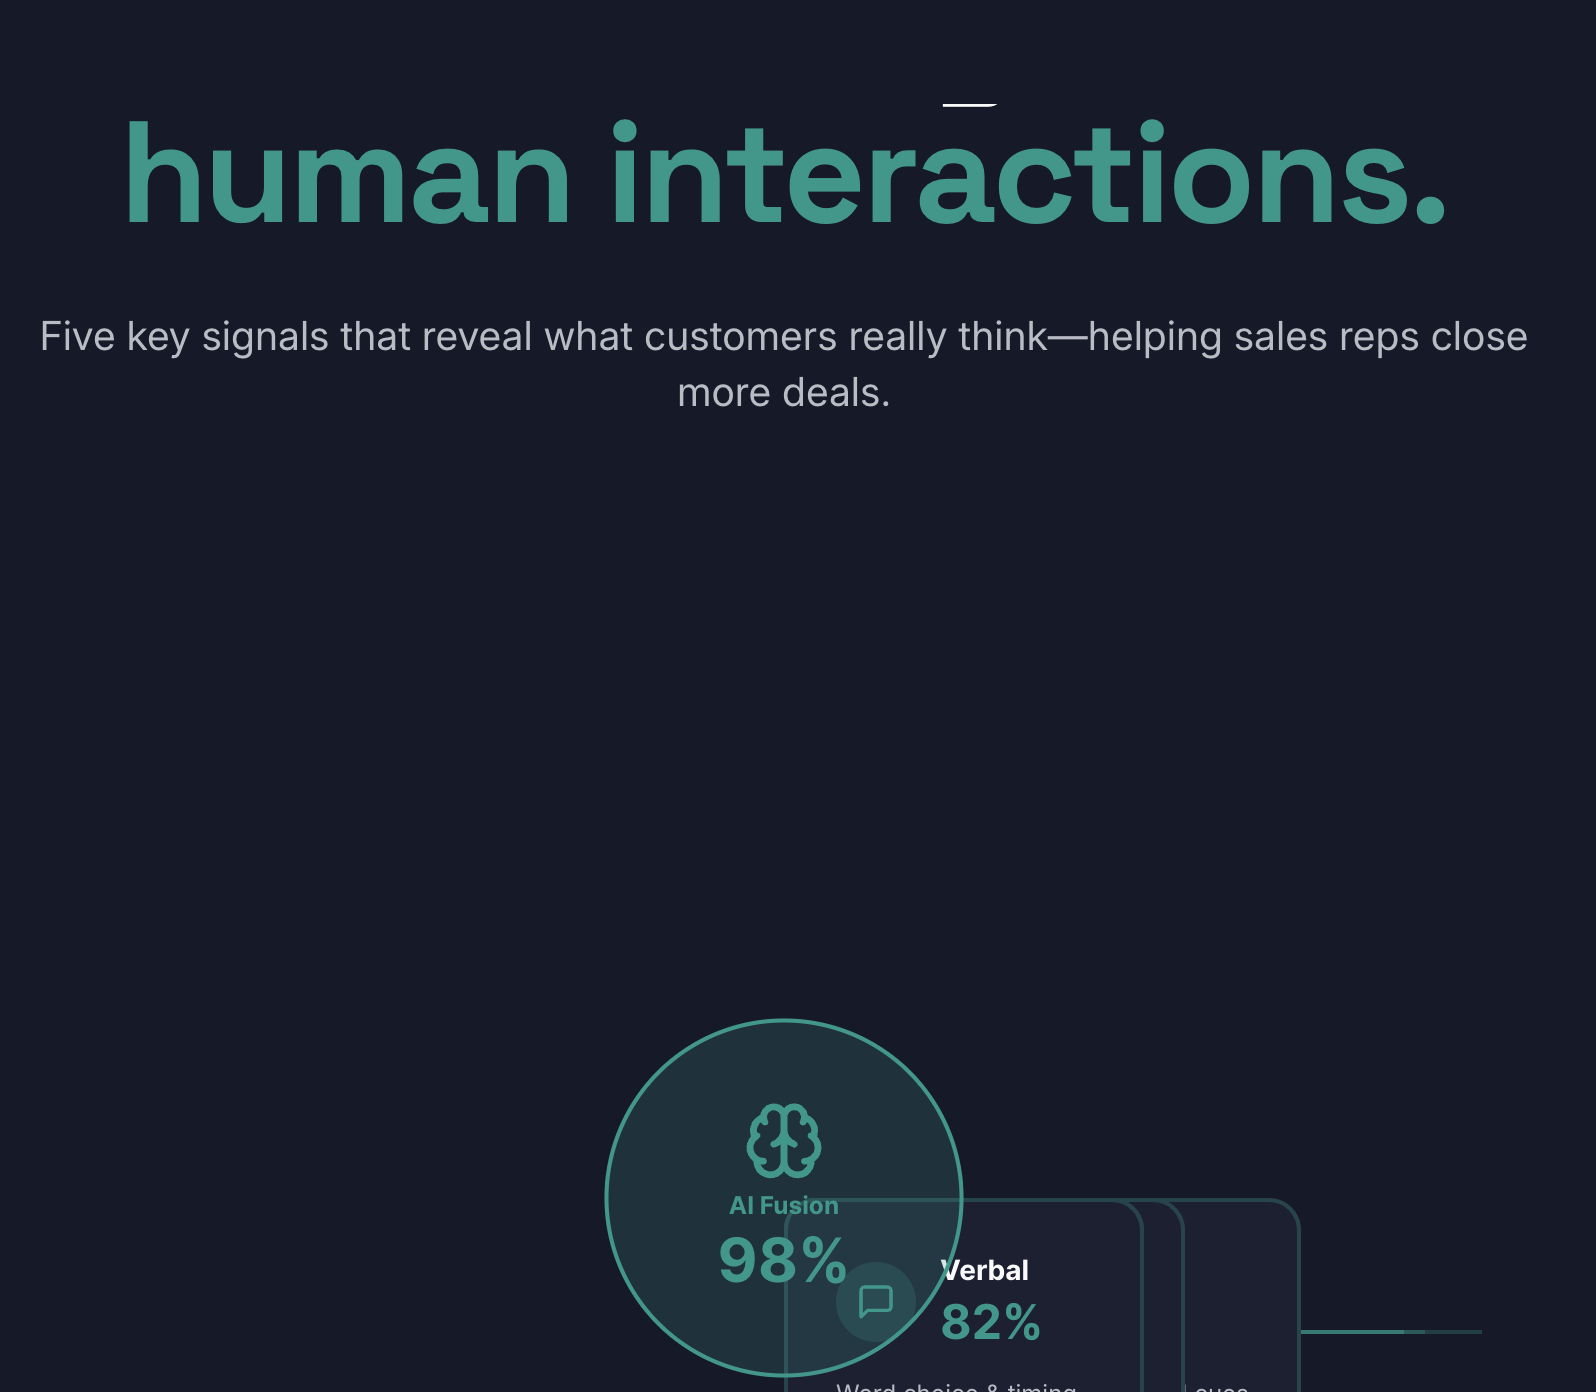 human interactions.
Five key signals that reveal what customers really think—helping sales reps close
more deals.
AI Fusion
98%
Verbal
82%
Word choice & timing
cues